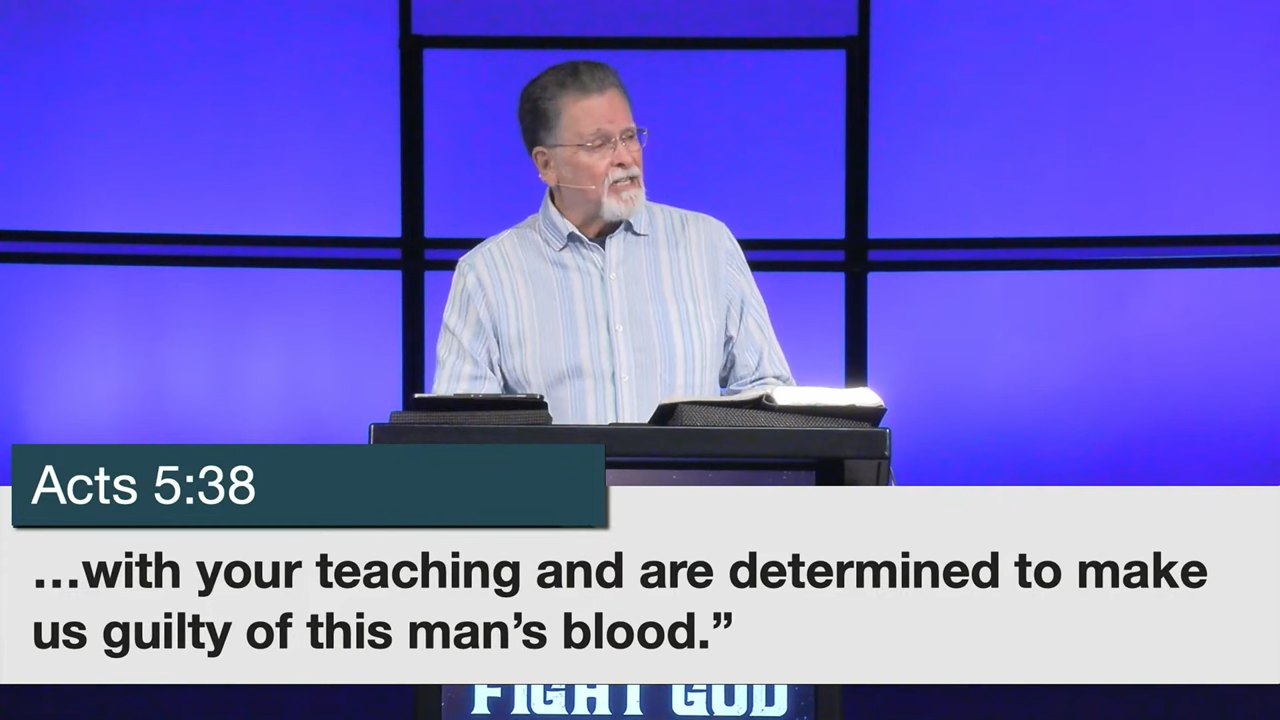 Acts 5:38
…with your teaching and are determined to make
us guilty of this man’s blood.”
FIGHT GOD